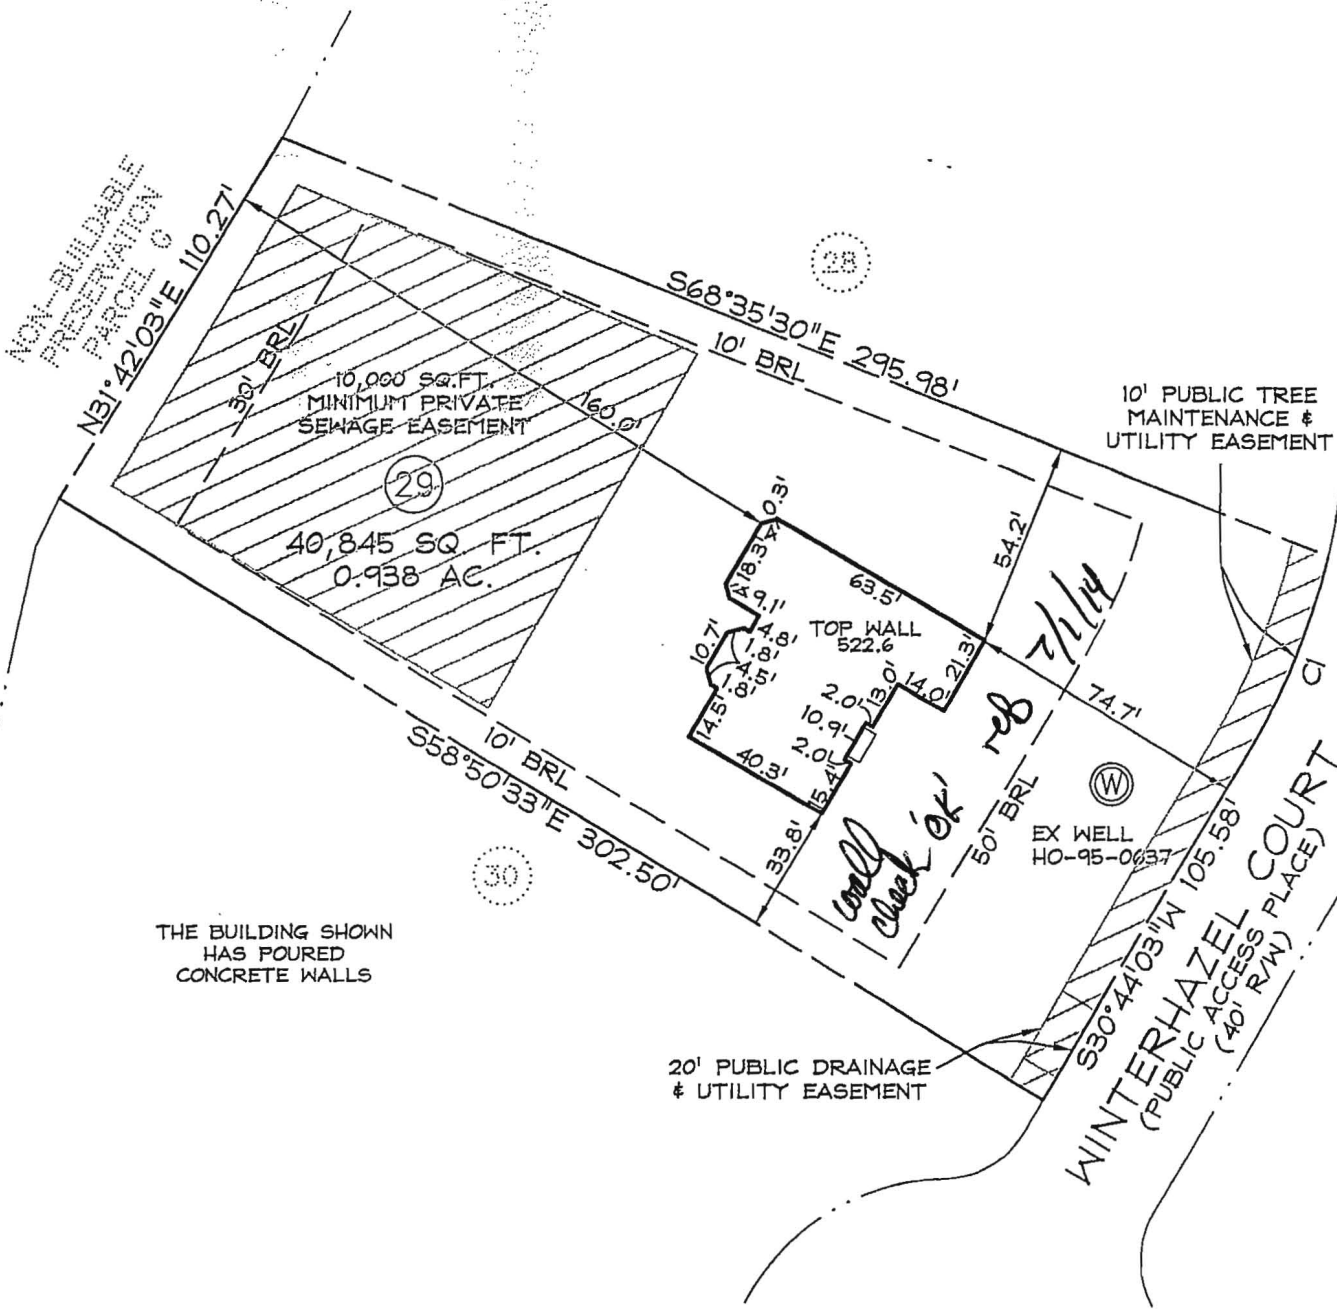 NON-BUILDABLE
PRESERVATION
PARCEL G
N31°42'03"E 110.27'
28
S68°35'30"E 295.98'
10' BRL
30' BRL
10,000 SQ.FT.
MINIMUM PRIVATE
SEWAGE EASEMENT
160.0'
29
40,845 SQ FT.
0.938 AC.
10' PUBLIC TREE
MAINTENANCE &
UTILITY EASEMENT
0.3'
18.3'
63.5'
54.2'
9.1'
4.8'
1.8'
10.7'
4.5'
1.8'
14.5'
TOP WALL
522.6
2.0'
13.0'
14.0'
21.3'
10.9'
2.0'
40.3'
15.4'
33.8'
7/1/14
74.7'
reb
wall
check 'OK'
50' BRL
W
EX WELL
HO-95-0637
C1
S58°50'33"E 302.50'
10' BRL
30
THE BUILDING SHOWN
HAS POURED
CONCRETE WALLS
S30°44'03"W 105.58'
WINTERHAZEL COURT
(PUBLIC ACCESS PLACE)
(40' R/W)
20' PUBLIC DRAINAGE
& UTILITY EASEMENT